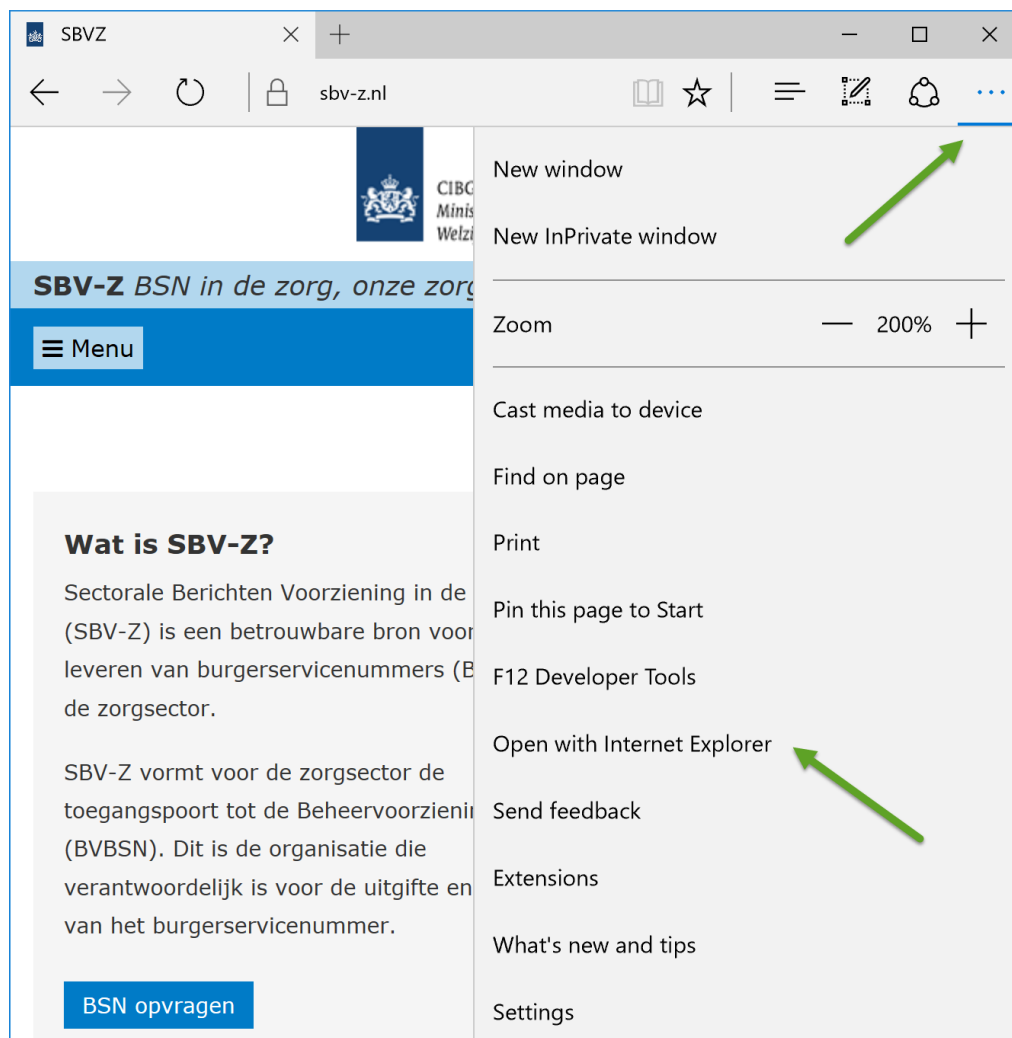 SBVZ
sbv-z.nl
CIBG
Minis
Welzi
SBV-Z BSN in de zorg, onze zorg
Menu
Wat is SBV-Z?
Sectorale Berichten Voorziening in de
(SBV-Z) is een betrouwbare bron voor
leveren van burgerservicenummers (B
de zorgsector.
SBV-Z vormt voor de zorgsector de
toegangspoort tot de Beheervoorzienin
(BVBSN). Dit is de organisatie die
verantwoordelijk is voor de uitgifte en
van het burgerservicenummer.
BSN opvragen
New window
New InPrivate window
Zoom
200%
Cast media to device
Find on page
Print
Pin this page to Start
F12 Developer Tools
Open with Internet Explorer
Send feedback
Extensions
What's new and tips
Settings